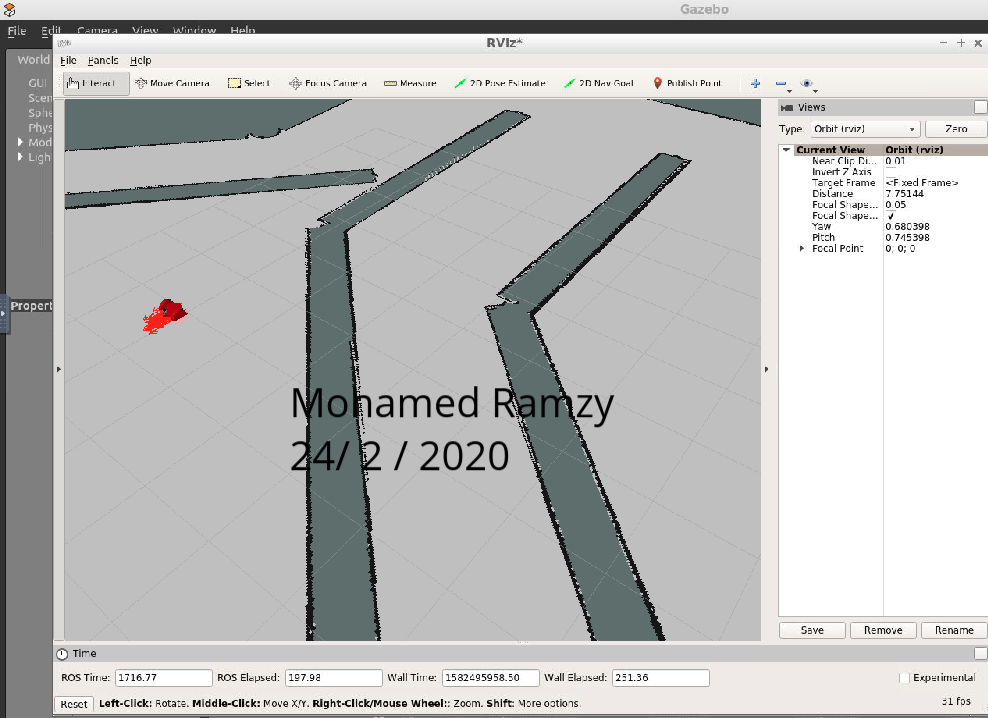 Gazebo
File Edit Camera View Window Help
RViz*
File Panels Help
Interact Move Camera Select Focus Camera Measure 2D Pose Estimate 2D Nav Goal Publish Point
World
GUI
Mod
Property
Views
Type: Orbit (rviz) Zero
Current View Orbit (rviz)
Near Clip Di... 0.01
Invert Z Axis
Target Frame <Fixed Frame>
Distance 7.75144
Focal Shape... 0.05
Focal Shape... ✓
Yaw 0.680398
Pitch 0.745398
Focal Point 0; 0; 0
Mohamed Ramzy
24/ 2 / 2020
Save Remove Rename
Time
ROS Time: 1716.77 ROS Elapsed: 197.98 Wall Time: 1582495958.50 Wall Elapsed: 251.36 Experimental
Reset Left-Click: Rotate. Middle-Click: Move X/Y. Right-Click/Mouse Wheel:: Zoom. Shift: More options. 31 fps